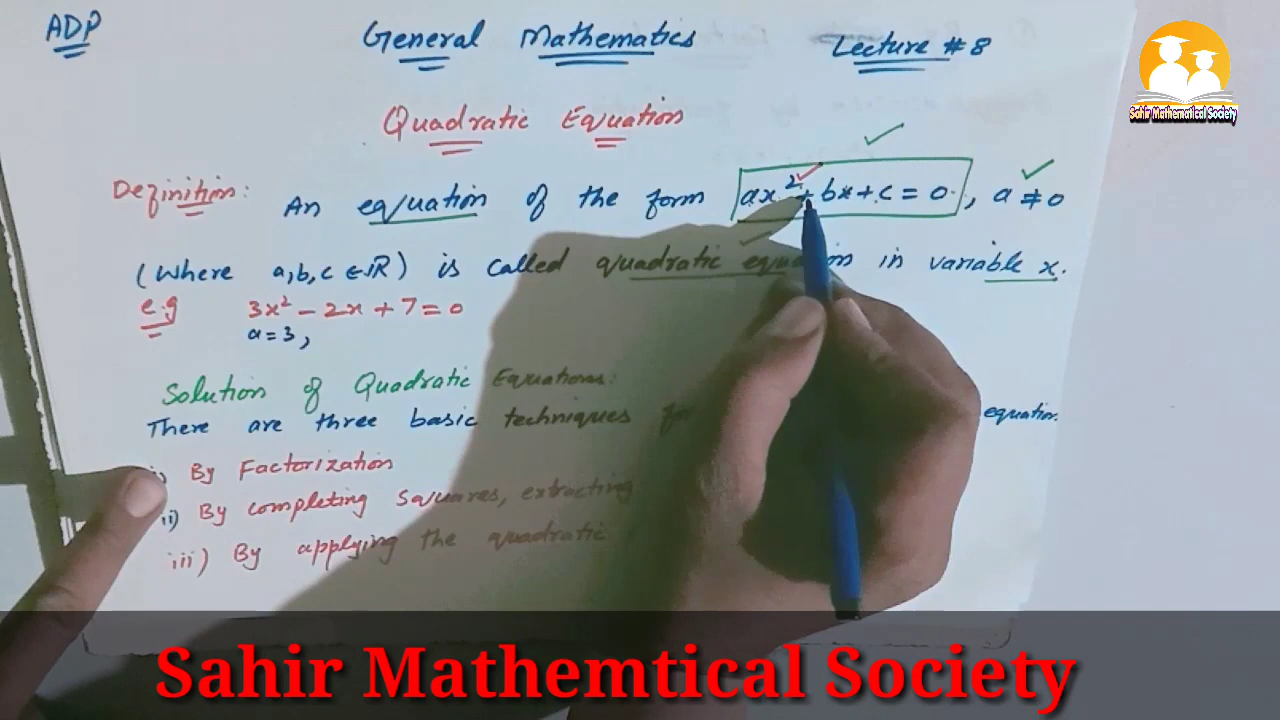 ADP General Mathematics Lecture # 8
Sahir Mathematical Society
Quadratic Equation
Definition: An equation of the form ax² + bx + c = 0, a ≠ 0
(Where a,b,c ∈ ℝ) is called quadratic equation in variable x.
e.g 3x² - 2x + 7 = 0
a = 3,
Solution of Quadratic Equations:
There are three basic techniques for equation.
i) By Factorization
ii) By completing squares, extracting
iii) By applying the quadratic
Sahir Mathemtical Society